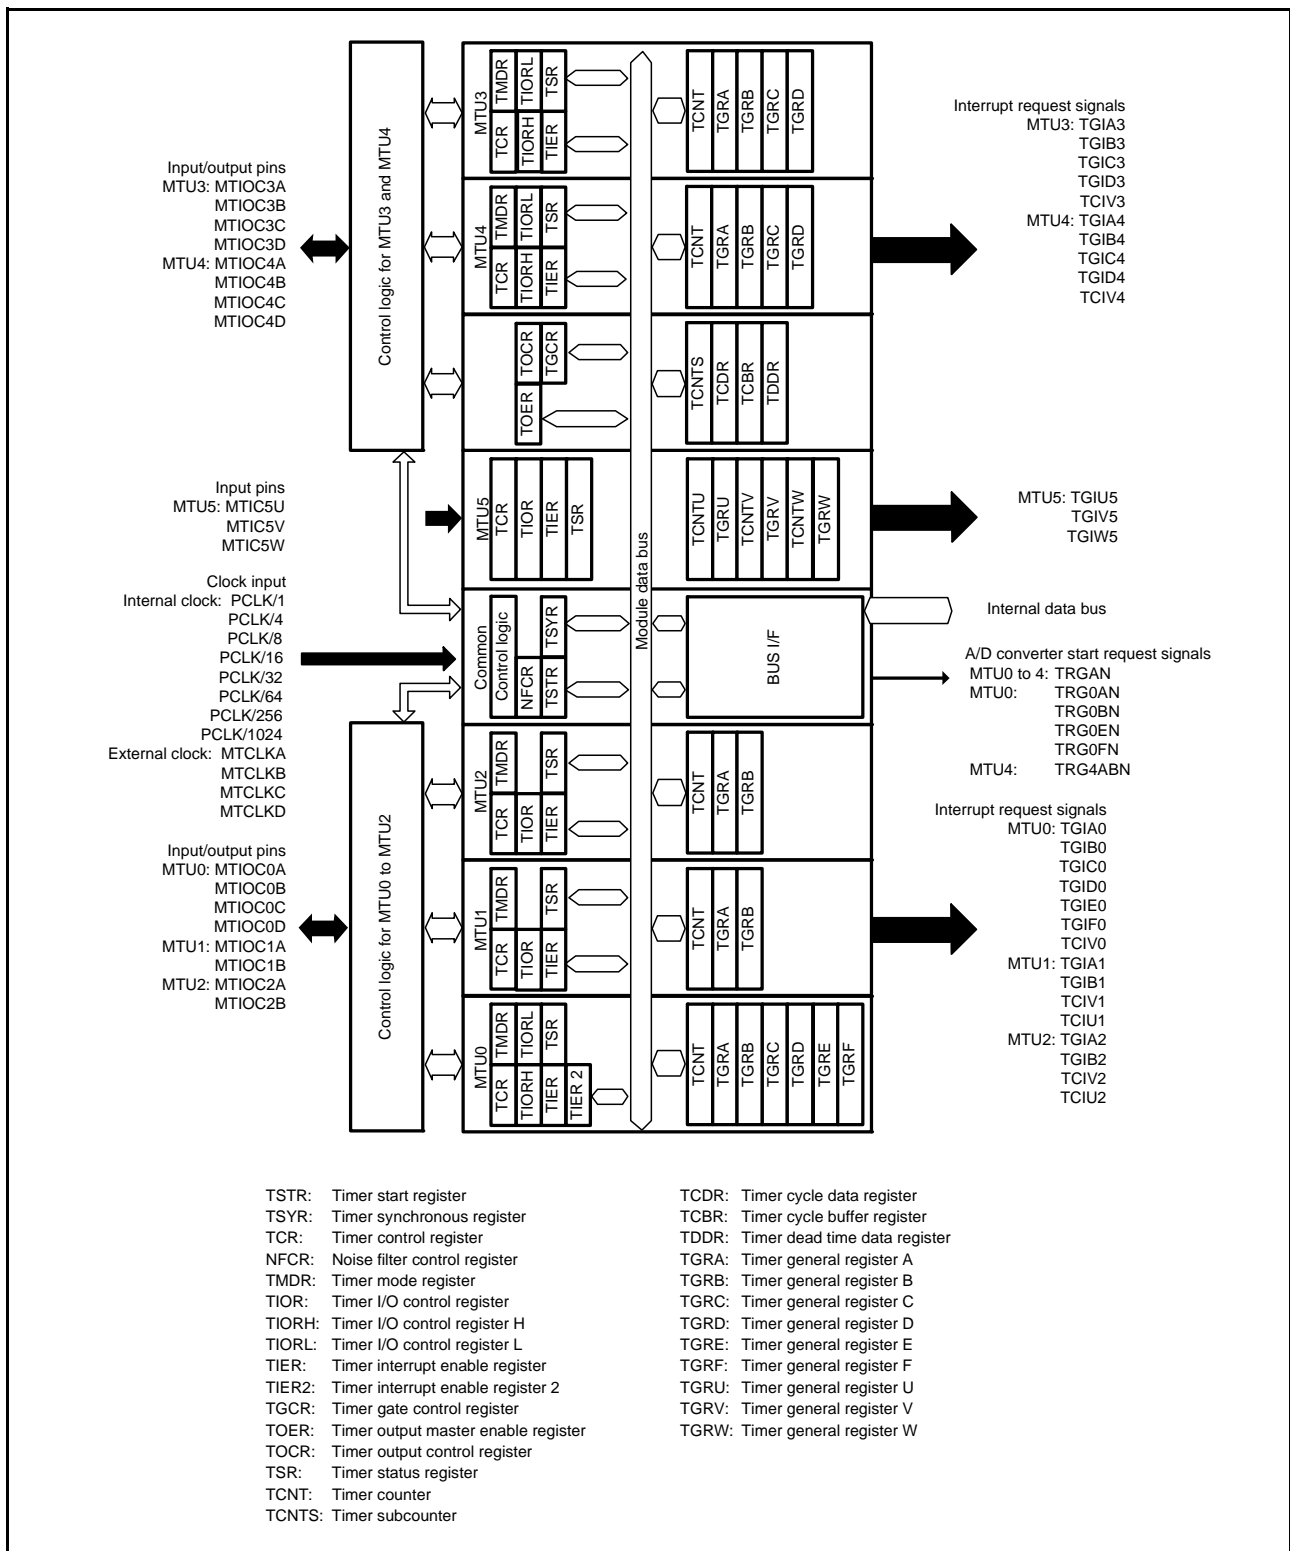 Input/output pins
MTU3: MTIOC3A
MTIOC3B
MTIOC3C
MTIOC3D
MTU4: MTIOC4A
MTIOC4B
MTIOC4C
MTIOC4D
Input pins
MTU5: MTIC5U
MTIC5V
MTIC5W
Clock input
Internal clock: PCLK/1
PCLK/4
PCLK/8
PCLK/16
PCLK/32
PCLK/64
PCLK/256
PCLK/1024
External clock: MTCLKA
MTCLKB
MTCLKC
MTCLKD
Input/output pins
MTU0: MTIOC0A
MTIOC0B
MTIOC0C
MTIOC0D
MTU1: MTIOC1A
MTIOC1B
MTU2: MTIOC2A
MTIOC2B
Control logic for MTU3 and MTU4
Control logic for MTU0 to MTU2
MTU3
TCR
TMDR
TIORH
TIORL
TIER
TSR
TCNT
TGRA
TGRB
TGRC
TGRD
MTU4
TCR
TMDR
TIORH
TIORL
TIER
TSR
TCNT
TGRA
TGRB
TGRC
TGRD
TOER
TOCR
TGCR
TCNTS
TCDR
TCBR
TDDR
MTU5
TCR
TIOR
TIER
TSR
TCNTU
TGRU
TCNTV
TGRV
TCNTW
TGRW
Module data bus
Common
Control logic
NFCR
TSTR
TSYR
BUS I/F
MTU2
TCR
TMDR
TIOR
TIER
TSR
TCNT
TGRA
TGRB
MTU1
TCR
TMDR
TIOR
TIER
TSR
TCNT
TGRA
TGRB
MTU0
TCR
TMDR
TIORH
TIORL
TIER
TSR
TIER 2
TCNT
TGRA
TGRB
TGRC
TGRD
TGRE
TGRF
Interrupt request signals
MTU3: TGIA3
TGIB3
TGIC3
TGID3
TCIV3
MTU4: TGIA4
TGIB4
TGIC4
TGID4
TCIV4
MTU5: TGIU5
TGIV5
TGIW5
Internal data bus
A/D converter start request signals
MTU0 to 4: TRGAN
MTU0: TRG0AN
TRG0BN
TRG0EN
TRG0FN
MTU4: TRG4ABN
Interrupt request signals
MTU0: TGIA0
TGIB0
TGIC0
TGID0
TGIE0
TGIF0
TCIV0
MTU1: TGIA1
TGIB1
TCIV1
TCIU1
MTU2: TGIA2
TGIB2
TCIV2
TCIU2
TSTR: Timer start register
TSYR: Timer synchronous register
TCR: Timer control register
NFCR: Noise filter control register
TMDR: Timer mode register
TIOR: Timer I/O control register
TIORH: Timer I/O control register H
TIORL: Timer I/O control register L
TIER: Timer interrupt enable register
TIER2: Timer interrupt enable register 2
TGCR: Timer gate control register
TOER: Timer output master enable register
TOCR: Timer output control register
TSR: Timer status register
TCNT: Timer counter
TCNTS: Timer subcounter
TCDR: Timer cycle data register
TCBR: Timer cycle buffer register
TDDR: Timer dead time data register
TGRA: Timer general register A
TGRB: Timer general register B
TGRC: Timer general register C
TGRD: Timer general register D
TGRE: Timer general register E
TGRF: Timer general register F
TGRU: Timer general register U
TGRV: Timer general register V
TGRW: Timer general register W